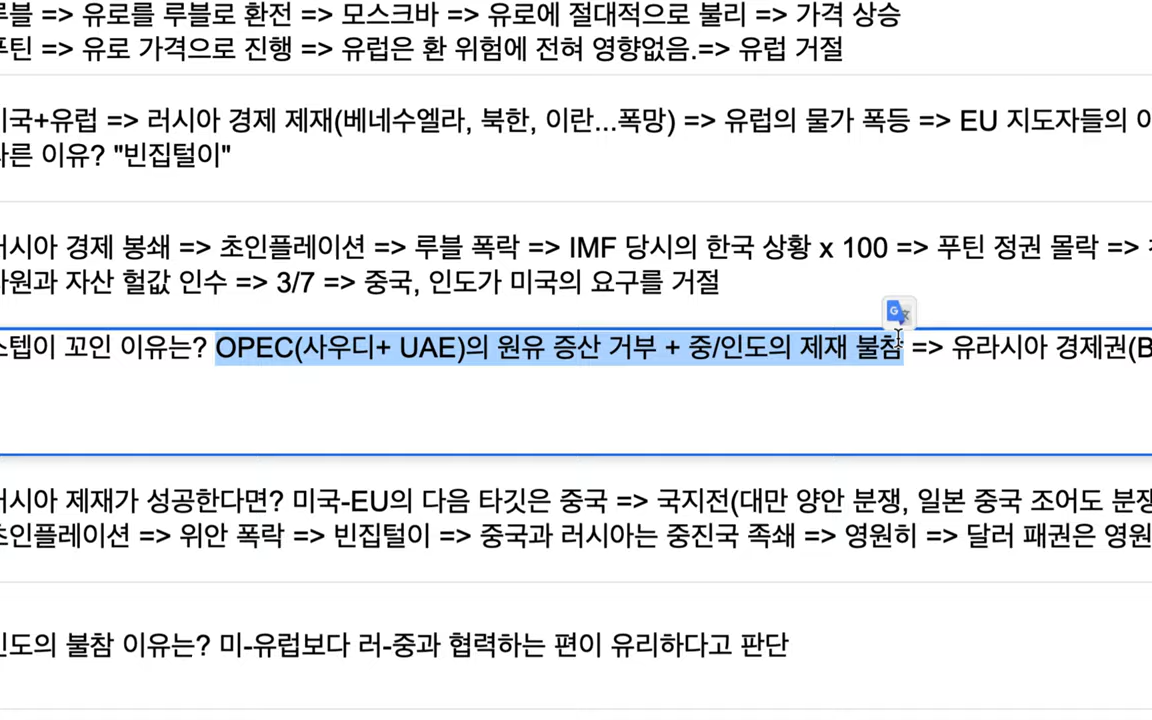 루블 => 유로를 루블로 환전 => 모스크바 => 유로에 절대적으로 불리 => 가격 상승
푸틴 => 유로 가격으로 진행 => 유럽은 환 위험에 전혀 영향없음.=> 유럽 거절
미국+유럽 => 러시아 경제 제재(베네수엘라, 북한, 이란...폭망) => 유럽의 물가 폭등 => EU 지도자들의
다른 이유? "빈집털이"
러시아 경제 봉쇄 => 초인플레이션 => 루블 폭락 => IMF 당시의 한국 상황 x 100 => 푸틴 정권 몰락 =>
자원과 자산 헐값 인수 => 3/7 => 중국, 인도가 미국의 요구를 거절
스텝이 꼬인 이유는? OPEC(사우디+ UAE)의 원유 증산 거부 + 중/인도의 제재 불참 => 유라시아 경제권(B
러시아 제재가 성공한다면? 미국-EU의 다음 타깃은 중국 => 국지전(대만 양안 분쟁, 일본 중국 조어도 분쟁
초인플레이션 => 위안 폭락 => 빈집털이 => 중국과 러시아는 중진국 족쇄 => 영원히 => 달러 패권은 영원
인도의 불참 이유는? 미-유럽보다 러-중과 협력하는 편이 유리하다고 판단